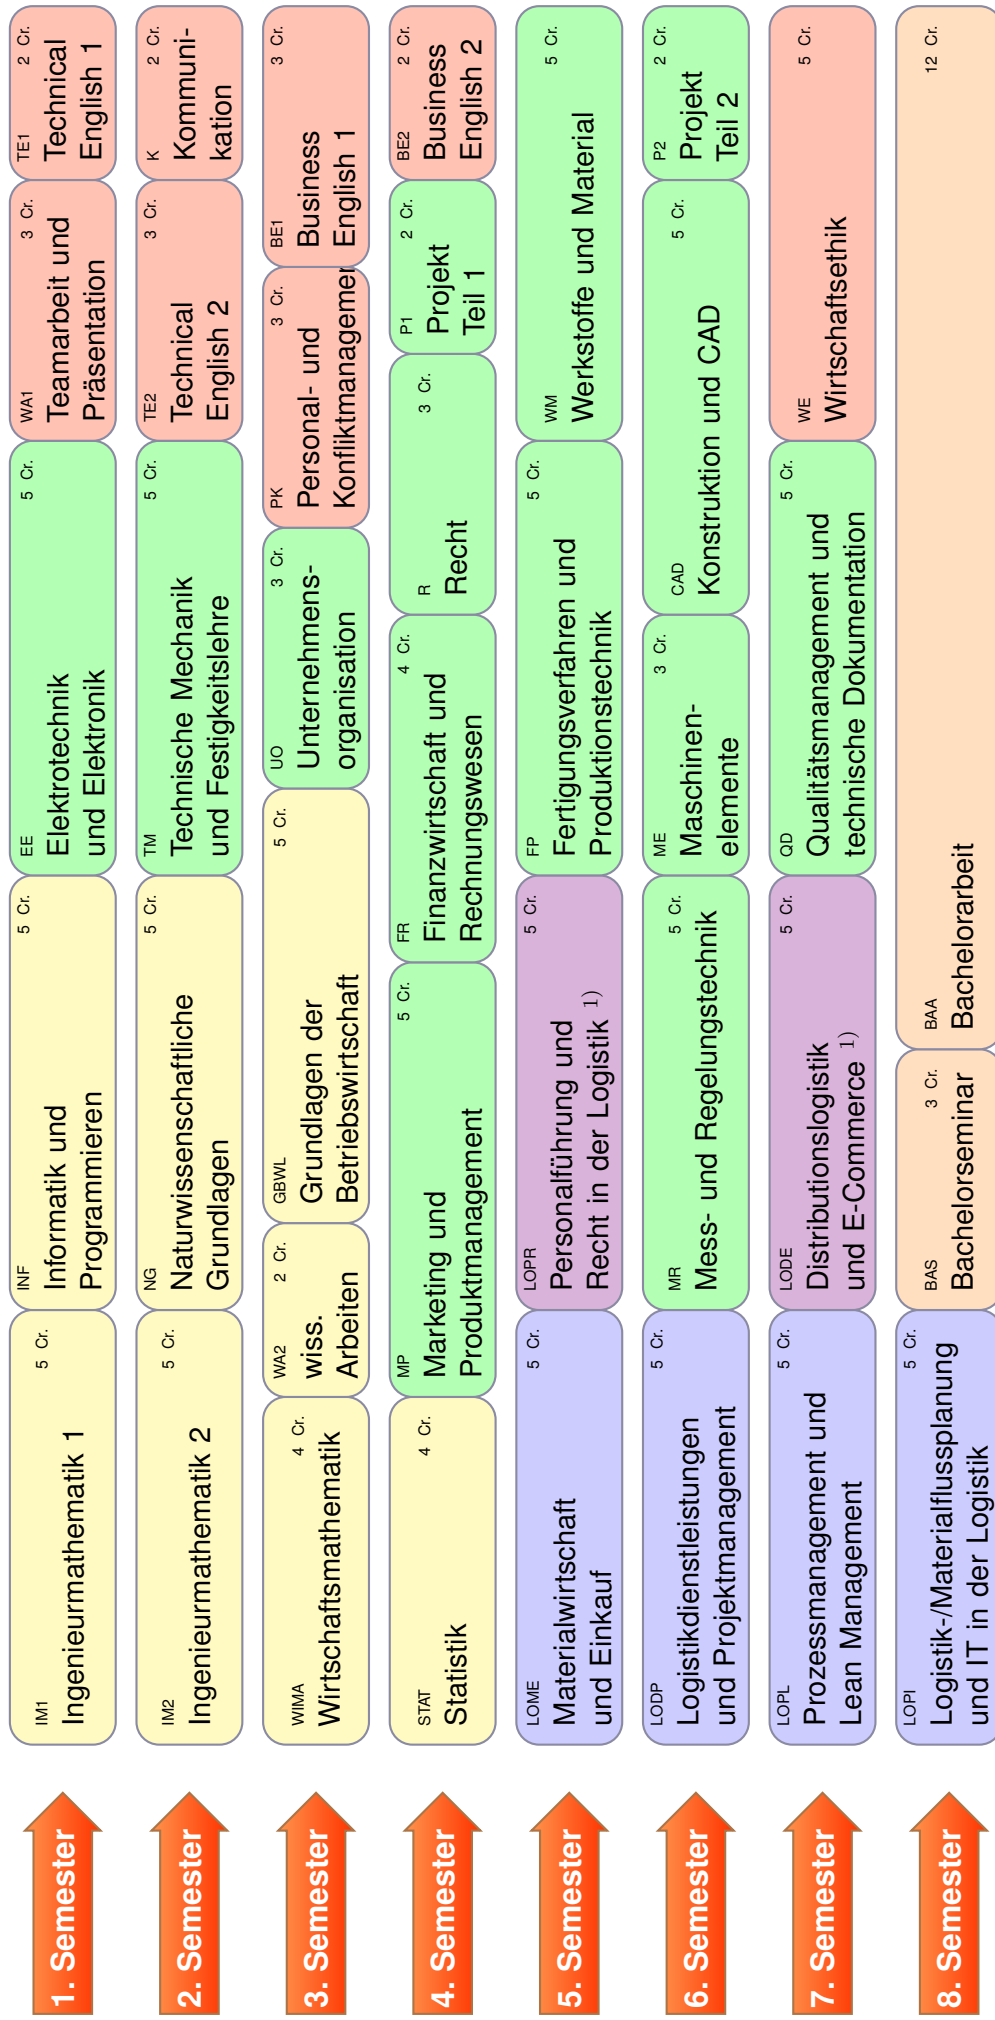 1. Semester
IM1
5 Cr.
Ingenieurmathematik 1
INF
5 Cr.
Informatik und
Programmieren
EE
5 Cr.
Elektrotechnik
und Elektronik
WA1
3 Cr.
Teamarbeit und
Präsentation
TE1
2 Cr.
Technical
English 1
2. Semester
IM2
5 Cr.
Ingenieurmathematik 2
NG
5 Cr.
Naturwissenschaftliche
Grundlagen
TM
5 Cr.
Technische Mechanik
und Festigkeitslehre
TE2
3 Cr.
Technical
English 2
K
2 Cr.
Kommuni-
kation
3. Semester
WIMA
4 Cr.
Wirtschaftsmathematik
WA2
2 Cr.
wiss.
Arbeiten
GBWL
5 Cr.
Grundlagen der
Betriebswirtschaft
UO
3 Cr.
Unternehmens-
organisation
PK
3 Cr.
Personal- und
Konfliktmanagemen
BE1
3 Cr.
Business
English 1
4. Semester
STAT
4 Cr.
Statistik
MP
5 Cr.
Marketing und
Produktmanagement
FR
4 Cr.
Finanzwirtschaft und
Rechnungswesen
R
3 Cr.
Recht
P1
2 Cr.
Projekt
Teil 1
BE2
2 Cr.
Business
English 2
5. Semester
LOME
5 Cr.
Materialwirtschaft
und Einkauf
LOPR
5 Cr.
Personalführung und
Recht in der Logistik 1)
FP
5 Cr.
Fertigungsverfahren und
Produktionstechnik
WM
5 Cr.
Werkstoffe und Material
6. Semester
LODP
5 Cr.
Logistikdienstleistungen
und Projektmanagement
MR
5 Cr.
Mess- und Regelungstechnik
ME
3 Cr.
Maschinen-
elemente
CAD
5 Cr.
Konstruktion und CAD
P2
2 Cr.
Projekt
Teil 2
7. Semester
LOPL
5 Cr.
Prozessmanagement und
Lean Management
LODE
5 Cr.
Distributionslogistik
und E-Commerce 1)
QD
5 Cr.
Qualitätsmanagement und
technische Dokumentation
WE
5 Cr.
Wirtschaftsethik
8. Semester
LOPI
5 Cr.
Logistik-/Materialflussplanung
und IT in der Logistik
BAS
3 Cr.
Bachelorseminar
BAA
12 Cr.
Bachelorarbeit